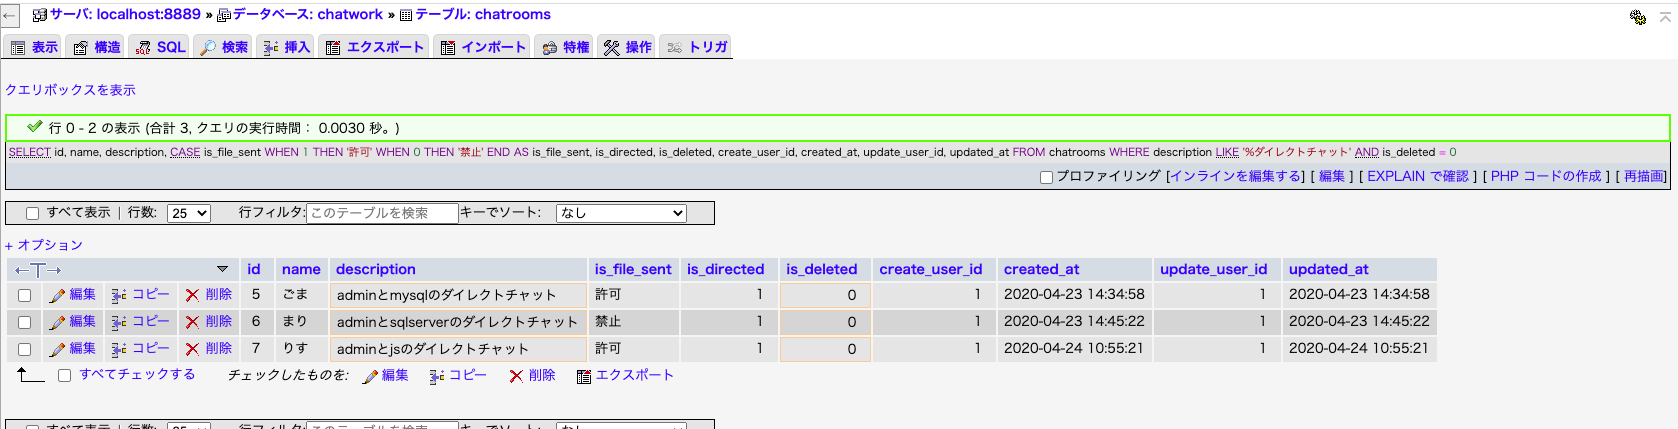 サーバ: localhost:8889 » データベース: chatwork » テーブル: chatrooms
表示 構造 SQL 検索 挿入 エクスポート インポート 特権 操作 トリガ
クエリボックスを表示
行 0 - 2 の表示 (合計 3, クエリの実行時間： 0.0030 秒。)
SELECT id, name, description, CASE is_file_sent WHEN 1 THEN '許可' WHEN 0 THEN '禁止' END AS is_file_sent, is_directed, is_deleted, create_user_id, created_at, update_user_id, updated_at FROM chatrooms WHERE description LIKE '%ダイレクトチャット' AND is_deleted = 0
プロファイリング [インラインを編集する] [ 編集 ] [ EXPLAIN で確認 ] [ PHP コードの作成 ] [ 再描画]
すべて表示 | 行数: 25 行フィルタ: このテーブルを検索 キーでソート: なし
+ オプション
←T→ id name description is_file_sent is_directed is_deleted create_user_id created_at update_user_id updated_at
編集 コピー 削除 5 ごま adminとmysqlのダイレクトチャット 許可 1 0 1 2020-04-23 14:34:58 1 2020-04-23 14:34:58
編集 コピー 削除 6 まり adminとsqlserverのダイレクトチャット 禁止 1 0 1 2020-04-23 14:45:22 1 2020-04-23 14:45:22
編集 コピー 削除 7 りす adminとjsのダイレクトチャット 許可 1 0 1 2020-04-24 10:55:21 1 2020-04-24 10:55:21
すべてチェックする チェックしたものを: 編集 コピー 削除 エクスポート
すべて表示 | 行数: 25 行フィルタ: このテーブルを検索 キーでソート: なし